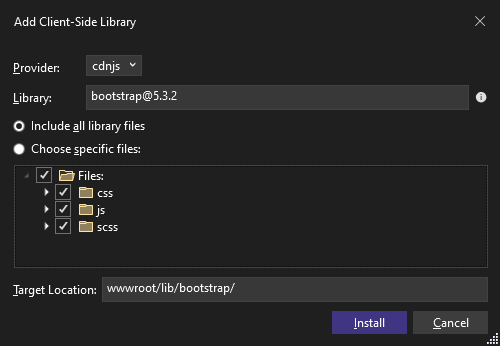 Add Client-Side Library
Provider: cdnjs
Library: bootstrap@5.3.2
Include all library files
Choose specific files:
Files:
css
js
scss
Target Location: wwwroot/lib/bootstrap/
Install Cancel